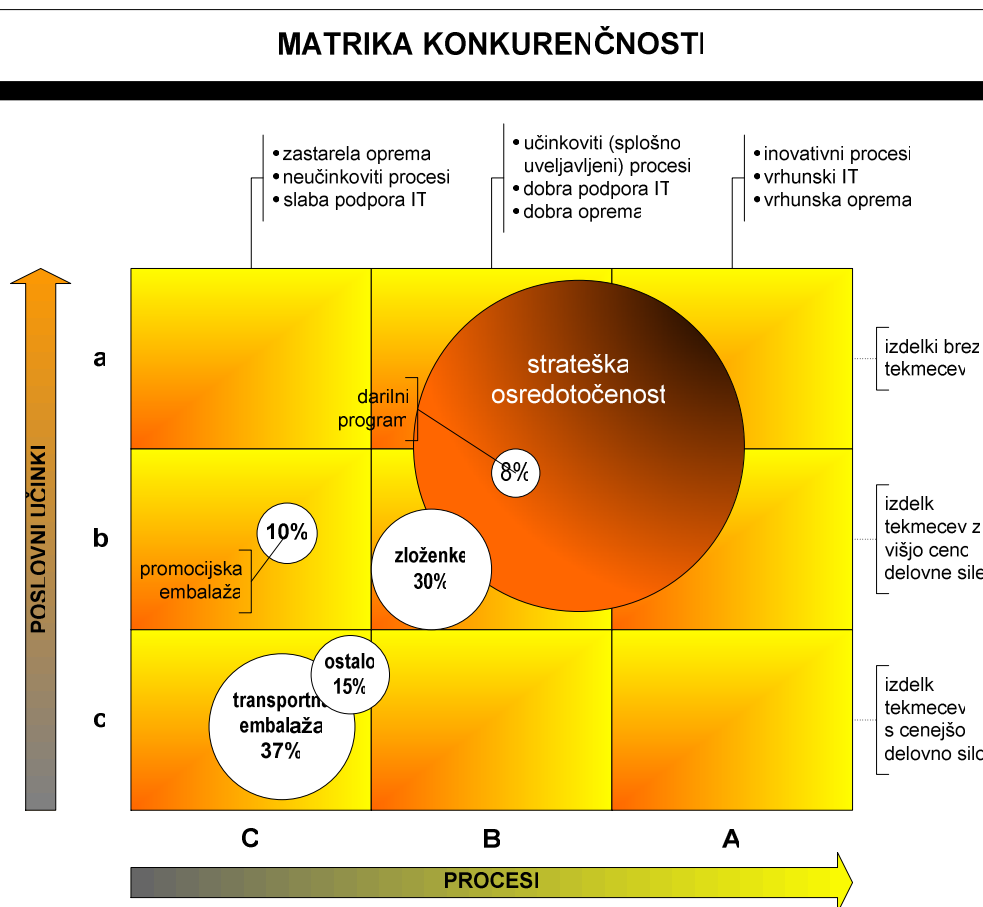 MATRIKA KONKURENČNOSTI
• zastarela oprema
• neučinkoviti procesi
• slaba podpora IT
• učinkoviti (splošno
uveljavljeni) procesi
• dobra podpora IT
• dobra oprema
• inovativni procesi
• vrhunski IT
• vrhunska oprema
POSLOVNI UČINKI
a
strateška
osredotočenost
darilni
program
8%
izdelki brez
tekmecev
b
10%
promocijska
embalaža
zloženke
30%
izdelk
tekmecev z
višjo ceno
delovne sile
c
ostalo
15%
transportna
embalaža
37%
izdelk
tekmecev
s cenejšo
delovno silo
C
B
A
PROCESI